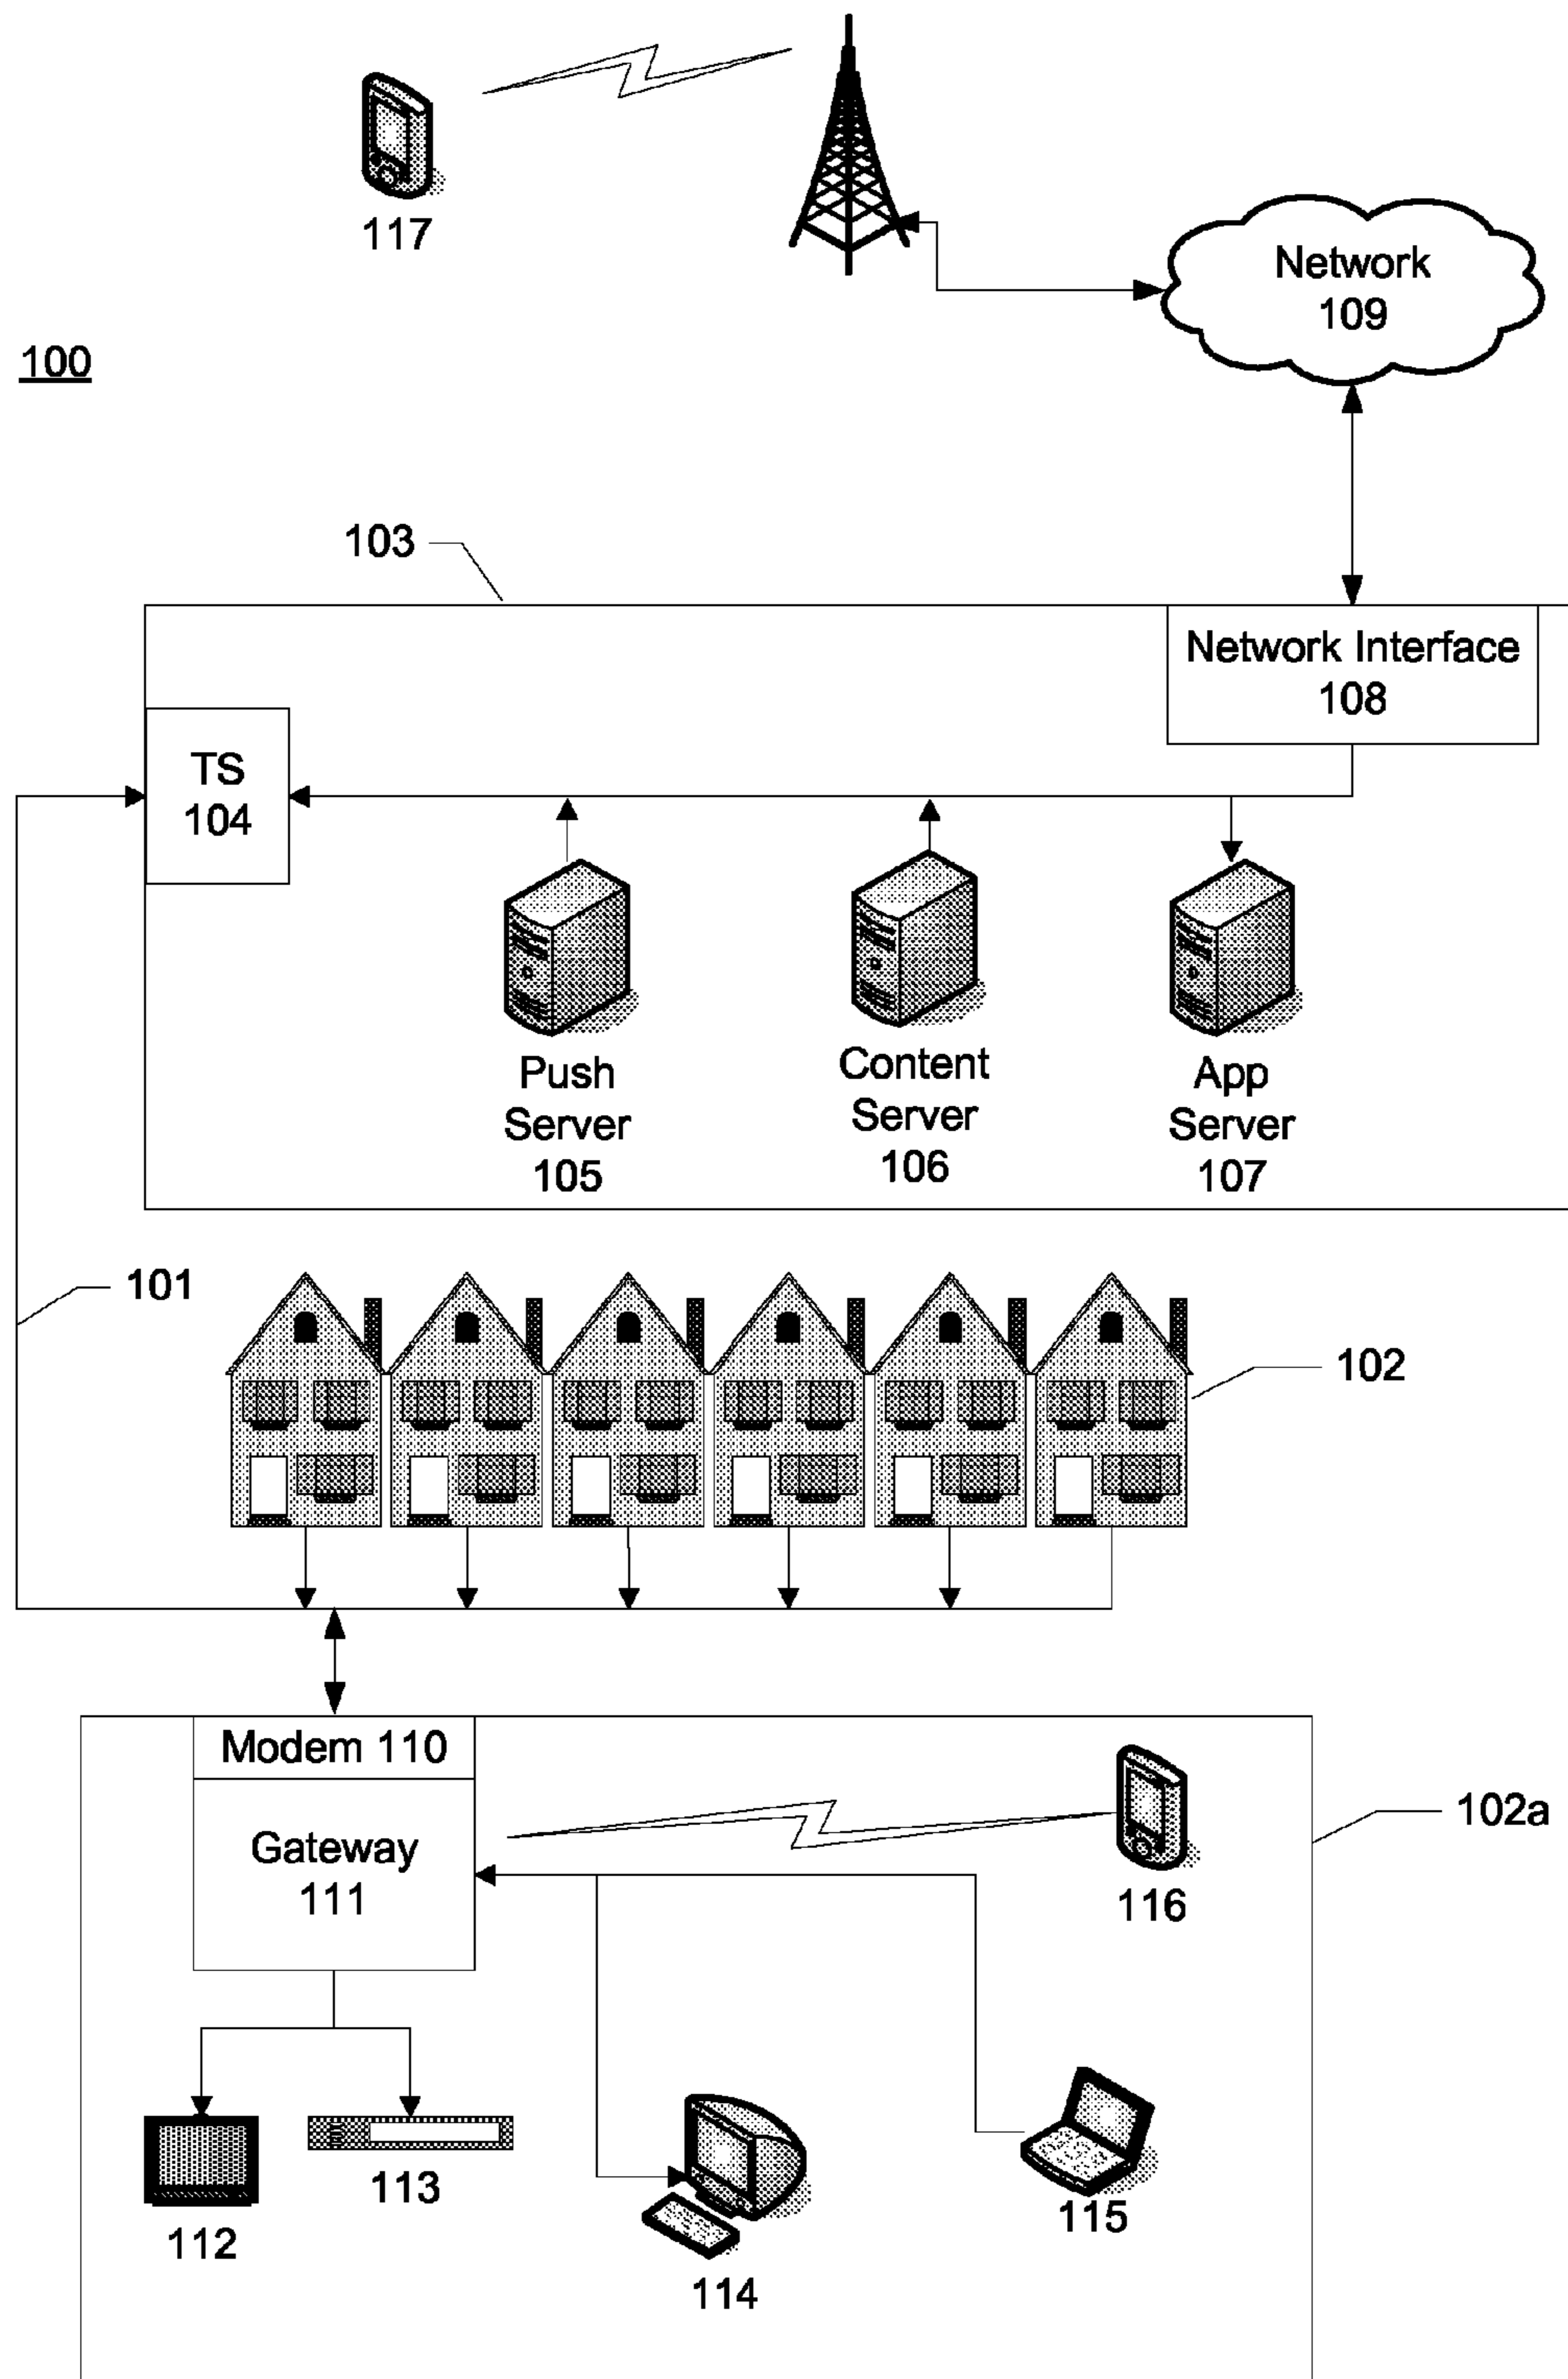 117
Network
109
100
103
Network Interface
108
TS
104
Push
Server
105
Content
Server
106
App
Server
107
101
102
Modem 110
Gateway
111
116
102a
112
113
114
115